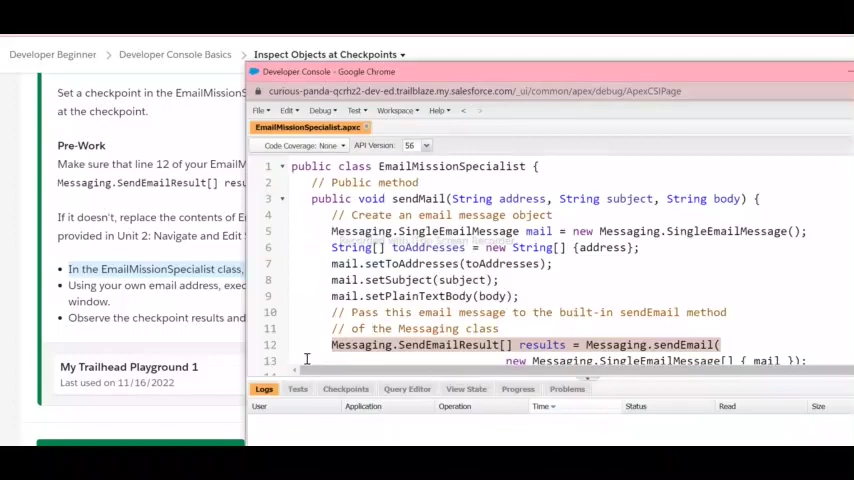 Developer Beginner > Developer Console Basics > Inspect Objects at Checkpoints
Set a checkpoint in the EmailMissionS
at the checkpoint.
Pre-Work
Make sure that line 12 of your EmailM
Messaging.SendEmailResult[] resu
If it doesn't, replace the contents of E
provided in Unit 2: Navigate and Edit
In the EmailMissionSpecialist class,
Using your own email address, exec
window.
Observe the checkpoint results and
My Trailhead Playground 1
Last used on 11/16/2022
Developer Console - Google Chrome
curious-panda-qcrhz2-dev-ed.trailblaze.my.salesforce.com/_ui/common/apex/debug/ApexCSIPage
File Edit Debug Test Workspace Help < >
EmailMissionSpecialist.apxc
Code Coverage: None API Version: 56
1 public class EmailMissionSpecialist {
2 // Public method
3 public void sendMail(String address, String subject, String body) {
4 // Create an email message object
5 Messaging.SingleEmailMessage mail = new Messaging.SingleEmailMessage();
6 String[] toAddresses = new String[] {address};
7 mail.setToAddresses(toAddresses);
8 mail.setSubject(subject);
9 mail.setPlainTextBody(body);
10 // Pass this email message to the built-in sendEmail method
11 // of the Messaging class
12 Messaging.SendEmailResult[] results = Messaging.sendEmail(
13 new Messaging.SingleEmailMessage[] { mail });
Logs Tests Checkpoints Query Editor View State Progress Problems
User Application Operation Time Status Read Size